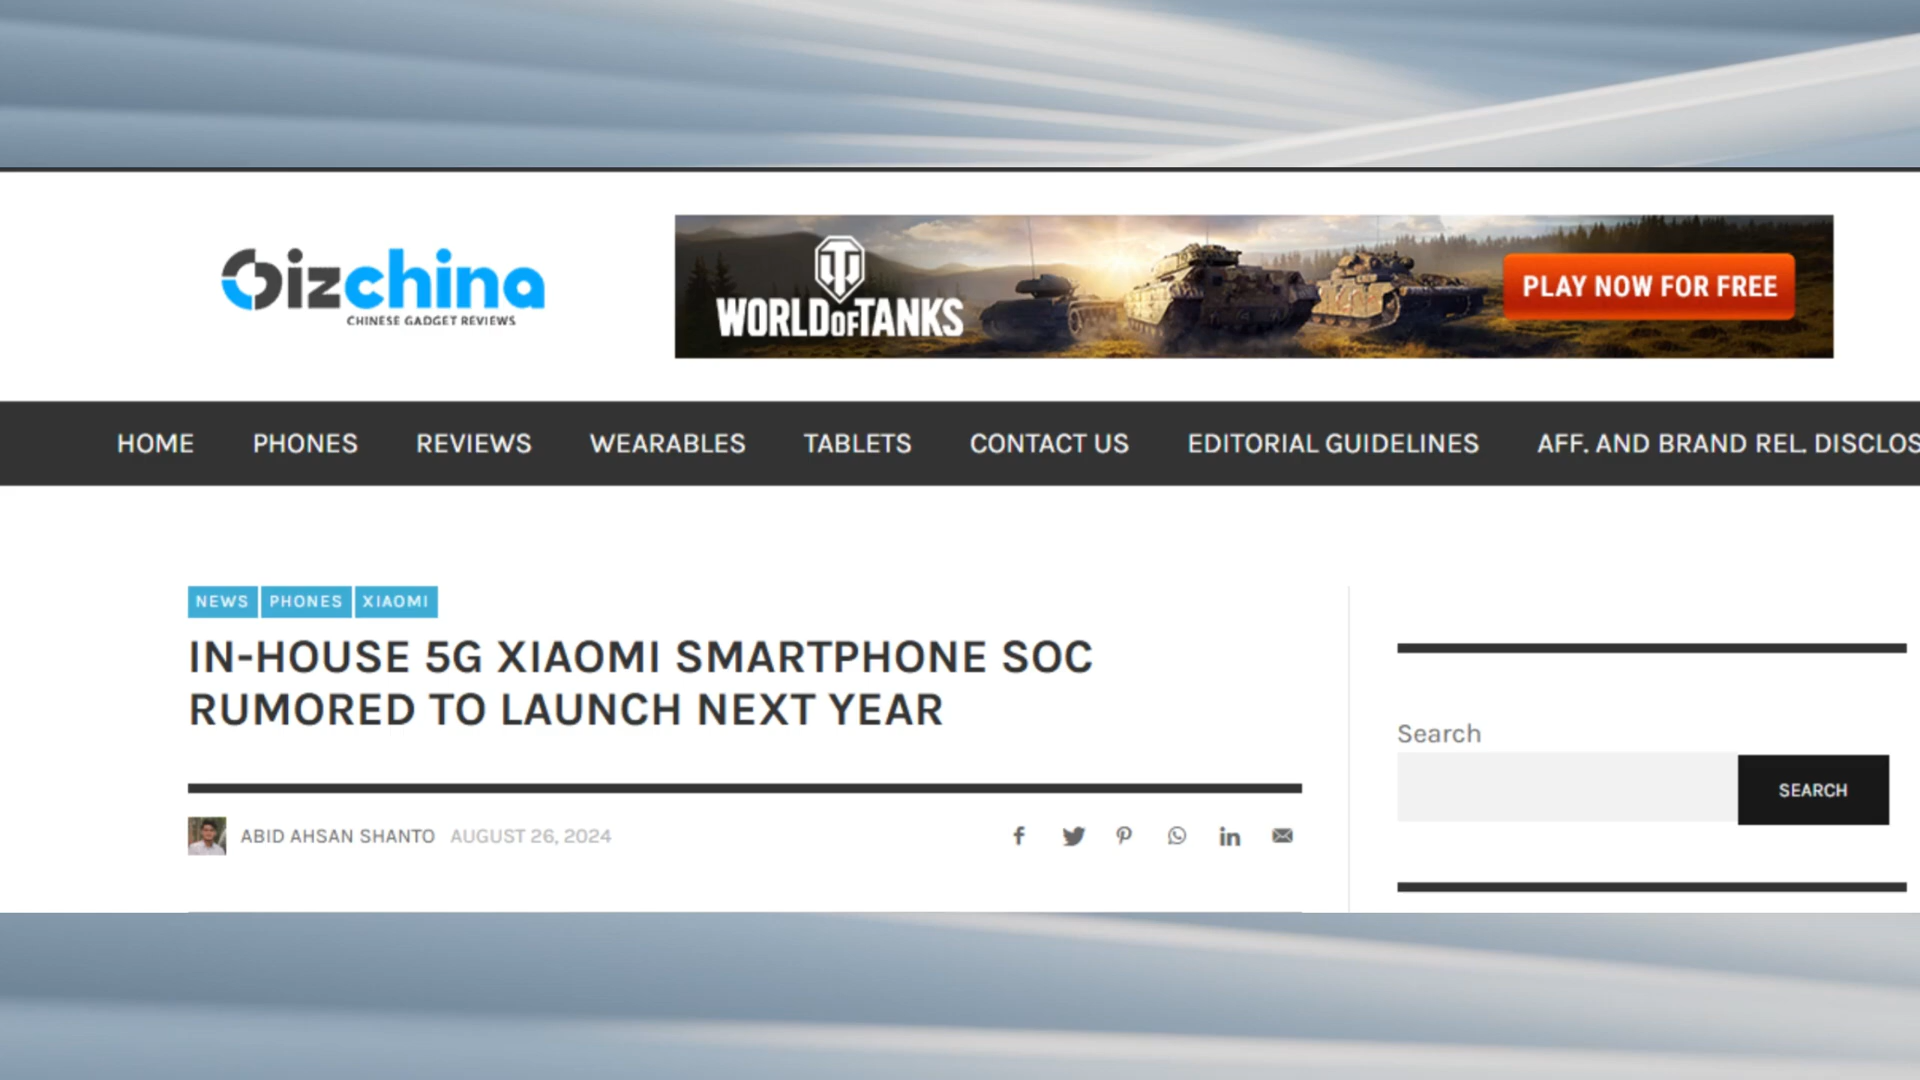 Gizchina
CHINESE GADGET REVIEWS
WORLD OF TANKS
PLAY NOW FOR FREE
HOME PHONES REVIEWS WEARABLES TABLETS CONTACT US EDITORIAL GUIDELINES AFF. AND BRAND REL. DISCLOS
NEWS PHONES XIAOMI
IN-HOUSE 5G XIAOMI SMARTPHONE SOC
RUMORED TO LAUNCH NEXT YEAR
Search
SEARCH
ABID AHSAN SHANTO AUGUST 26, 2024